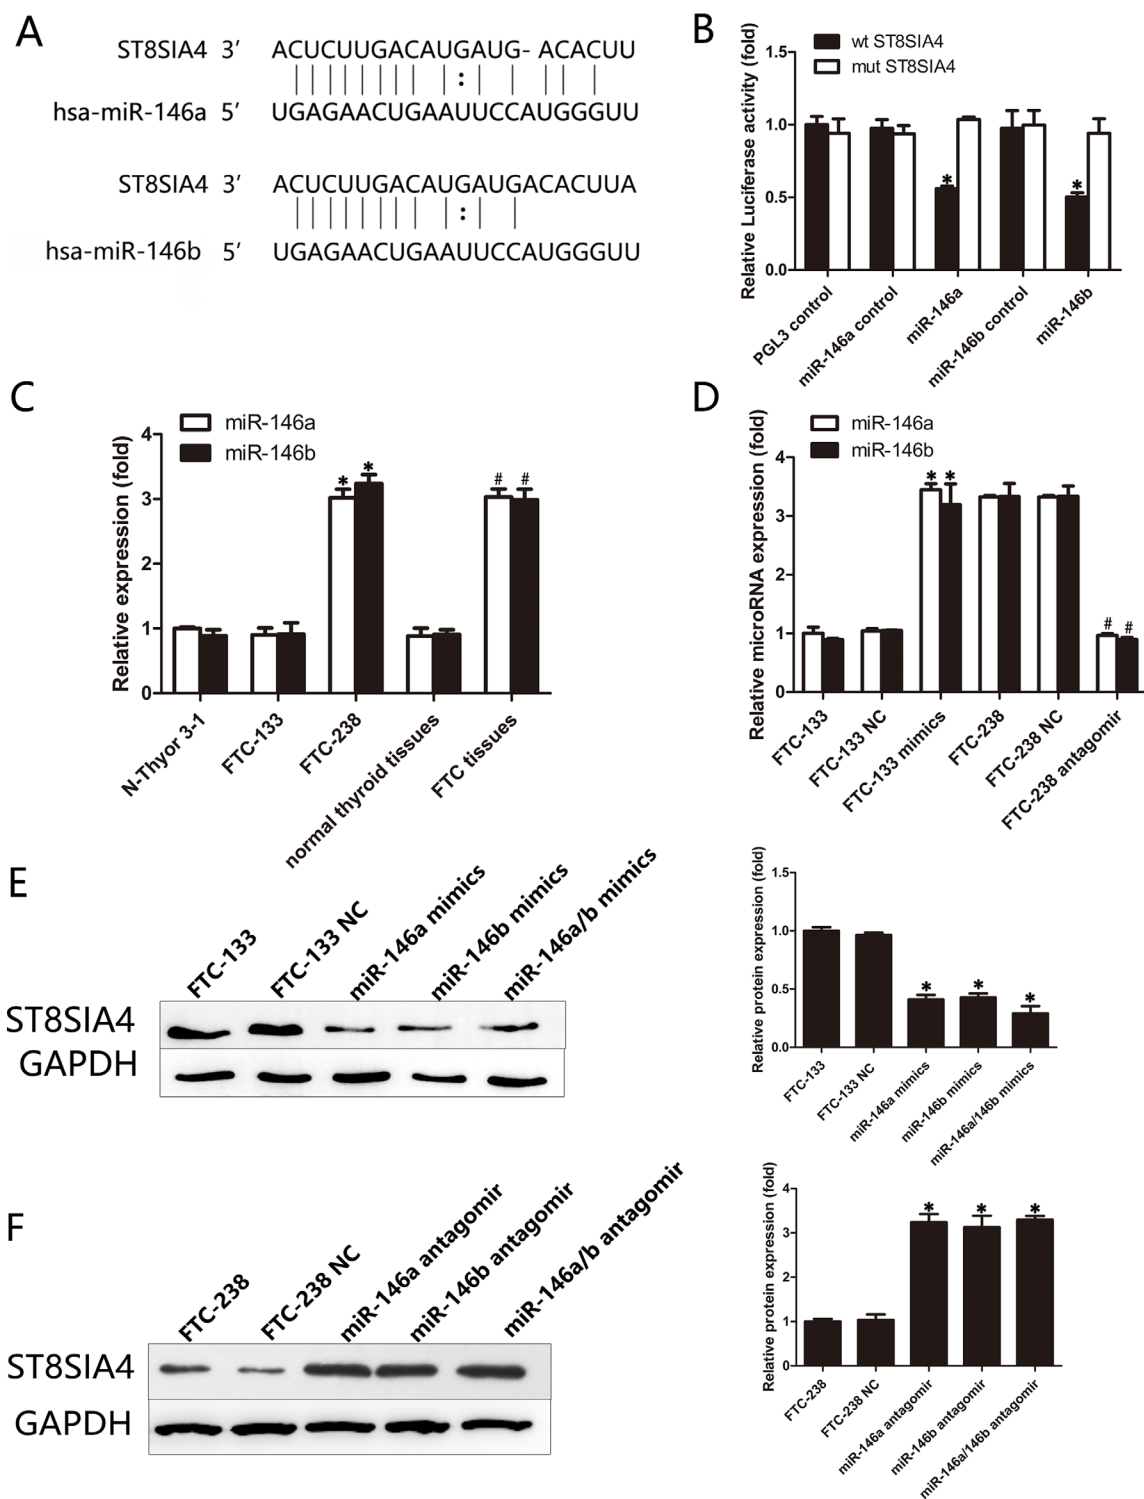 A
ST8SIA4 3' ACUCUUGACAUGAUG- ACACUU
:
hsa-miR-146a 5' UGAGAACUGAAUUCCAUGGGUU
ST8SIA4 3' ACUCUUGACAUGAUGACACUUA
:
hsa-miR-146b 5' UGAGAACUGAAUUCCAUGGGUU
B
wt ST8SIA4
mut ST8SIA4
Relative Luciferase activity (fold)
1.5
1.0
0.5
0.0
* *
PGL3 control
miR-146a control
miR-146a
miR-146b control
miR-146b
C
miR-146a
miR-146b
Relative expression (fold)
4
3
2
1
0
* * # #
N-Thyor 3-1
FTC-133
FTC-238
normal thyroid tissues
FTC tissues
D
miR-146a
miR-146b
Relative microRNA expression (fold)
4
3
2
1
0
* * # #
FTC-133
FTC-133 NC
FTC-133 mimics
FTC-238
FTC-238 NC
FTC-238 antagomir
E
FTC-133
FTC-133 NC
miR-146a mimics
miR-146b mimics
miR-146a/b mimics
ST8SIA4
GAPDH
Relative protein expression (fold)
1.5
1.0
0.5
0.0
* * *
FTC-133
FTC-133 NC
miR-146a mimics
miR-146b mimics
miR-146a/146b mimics
F
FTC-238
FTC-238 NC
miR-146a antagomir
miR-146b antagomir
miR-146a/b antagomir
ST8SIA4
GAPDH
Relative protein expression (fold)
4
3
2
1
0
* * *
FTC-238
FTC-238 NC
miR-146a antagomir
miR-146b antagomir
miR-146a/146b antagomir